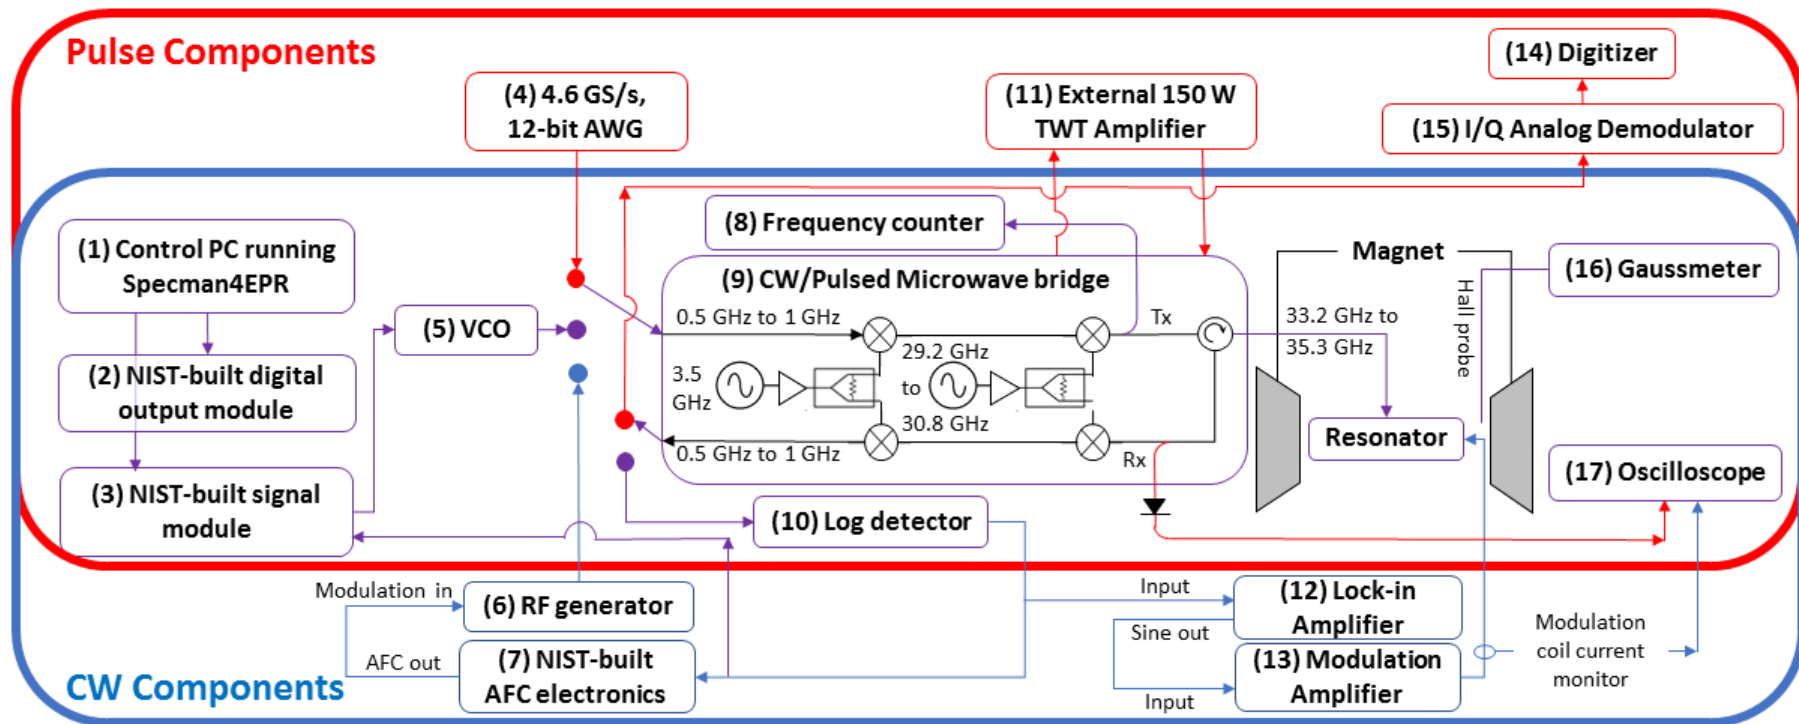 Pulse Components
(14) Digitizer
(4) 4.6 GS/s,
12-bit AWG
(11) External 150 W
TWT Amplifier
(15) I/Q Analog Demodulator
(1) Control PC running
Specman4EPR
(8) Frequency counter
Magnet
(16) Gaussmeter
(9) CW/Pulsed Microwave bridge
Hall probe
(5) VCO
0.5 GHz to 1 GHz
Tx
33.2 GHz to
35.3 GHz
(2) NIST-built digital
output module
3.5
GHz
29.2 GHz
to
30.8 GHz
Resonator
0.5 GHz to 1 GHz
Rx
(3) NIST-built signal
module
(10) Log detector
(17) Oscilloscope
Modulation in
(6) RF generator
Input
(12) Lock-in
Amplifier
Sine out
Modulation
coil current
monitor
AFC out
(7) NIST-built
AFC electronics
(13) Modulation
Amplifier
Input
CW Components